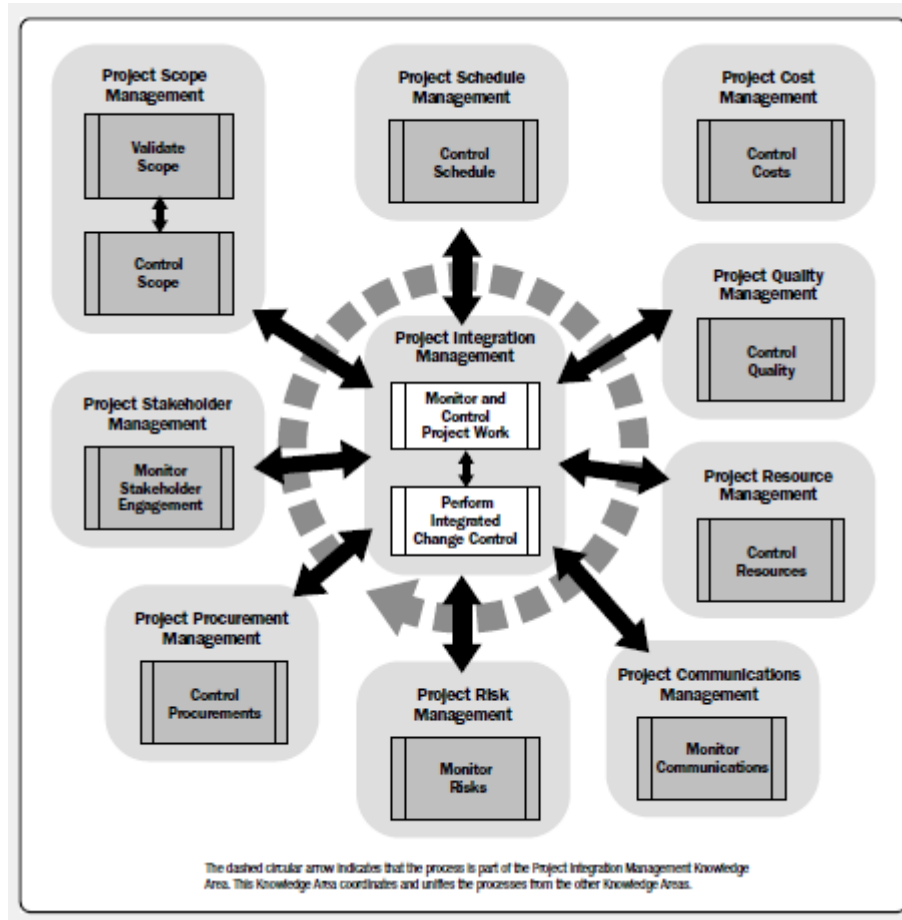 Project Scope
Management
Validate
Scope
Control
Scope
Project Schedule
Management
Control
Schedule
Project Cost
Management
Control
Costs
Project Quality
Management
Control
Quality
Project Integration
Management
Monitor and
Control
Project Work
Perform
Integrated
Change Control
Project Stakeholder
Management
Monitor
Stakeholder
Engagement
Project Resource
Management
Control
Resources
Project Procurement
Management
Control
Procurements
Project Risk
Management
Monitor
Risks
Project Communications
Management
Monitor
Communications
The dashed circular arrow indicates that the process is part of the Project Integration Management Knowledge
Area. This Knowledge Area coordinates and unifies the processes from the other Knowledge Areas.